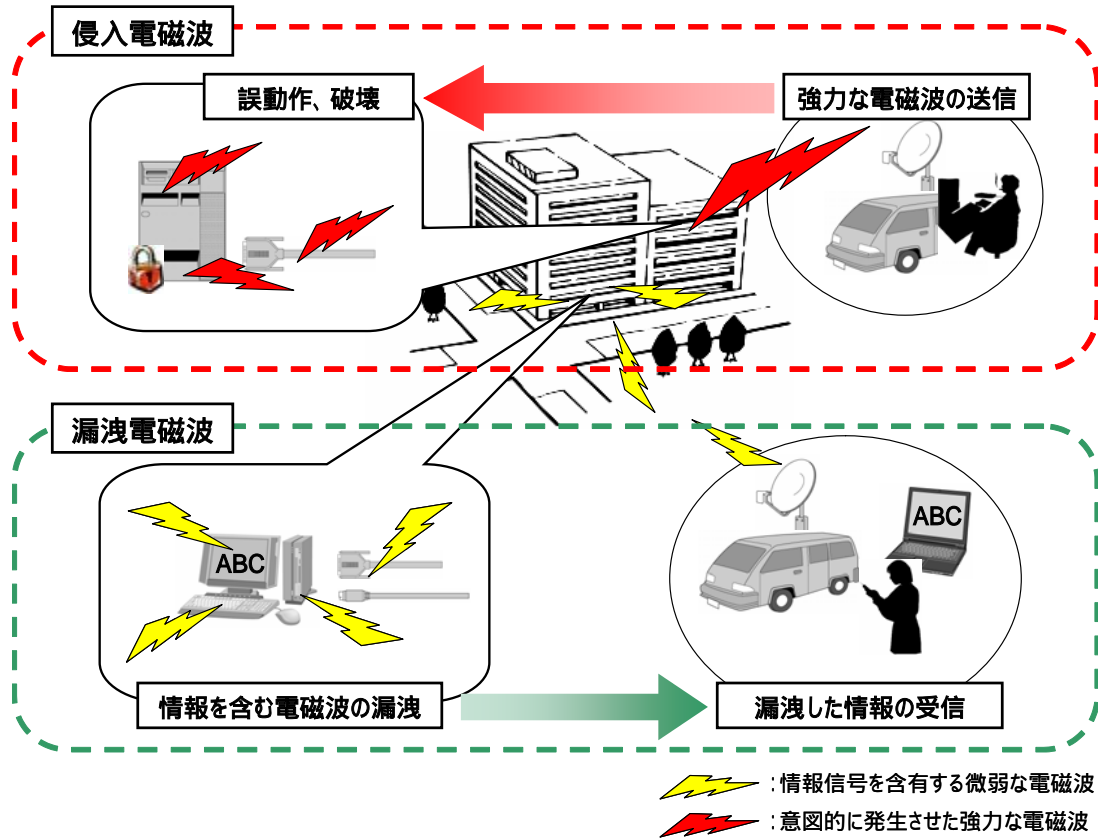 侵入電磁波
誤動作、破壊
強力な電磁波の送信
漏洩電磁波
ABC
ABC
情報を含む電磁波の漏洩
漏洩した情報の受信
：情報信号を含有する微弱な電磁波
：意図的に発生させた強力な電磁波